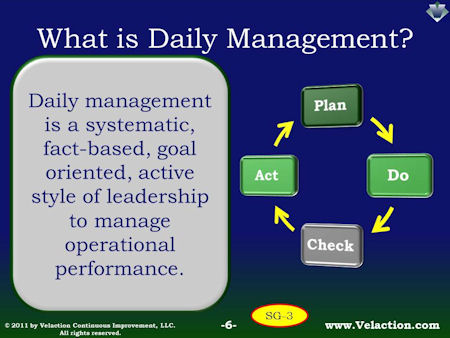 What is Daily Management?
Daily management
is a systematic,
fact-based, goal
oriented, active
style of leadership
to manage
operational
performance.
Plan
Do
Check
Act
© 2011 by Velaction Continuous Improvement, LLC.
All rights reserved.
-6-
SG-3
www.Velaction.com